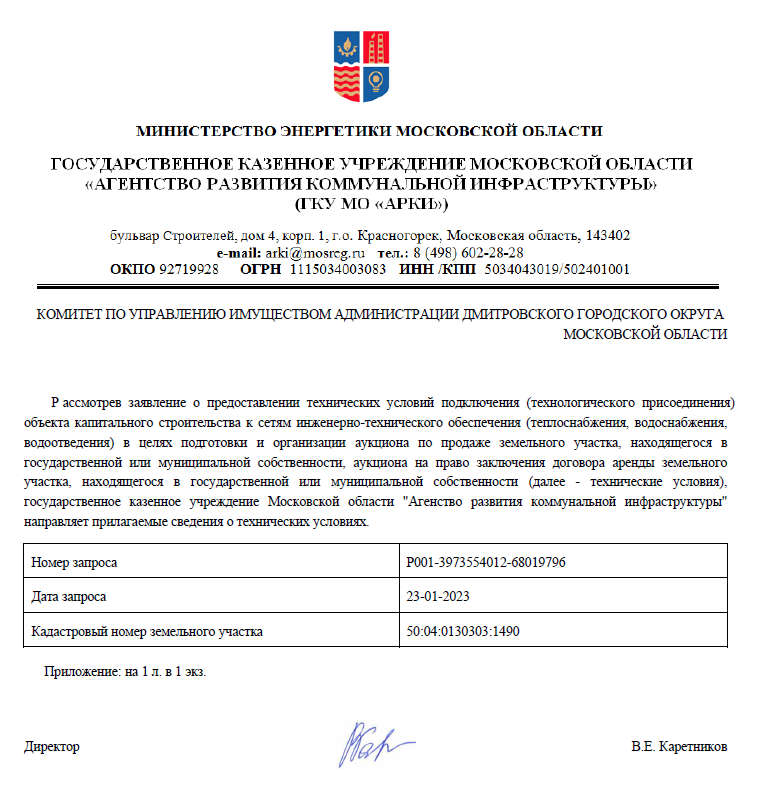 МИНИСТЕРСТВО ЭНЕРГЕТИКИ МОСКОВСКОЙ ОБЛАСТИ
ГОСУДАРСТВЕННОЕ КАЗЕННОЕ УЧРЕЖДЕНИЕ МОСКОВСКОЙ ОБЛАСТИ
«АГЕНТСТВО РАЗВИТИЯ КОММУНАЛЬНОЙ ИНФРАСТРУКТУРЫ»
(ГКУ МО «АРКИ»)
бульвар Строителей, дом 4, корп. 1, г.о. Красногорск, Московская область, 143402
e-mail: arki@mosreg.ru тел.: 8 (498) 602-28-28
ОКПО 92719928 ОГРН 1115034003083 ИНН /КПП 5034043019/502401001
КОМИТЕТ ПО УПРАВЛЕНИЮ ИМУЩЕСТВОМ АДМИНИСТРАЦИИ ДМИТРОВСКОГО ГОРОДСКОГО ОКРУГА
МОСКОВСКОЙ ОБЛАСТИ
Р ассмотрев заявление о предоставлении технических условий подключения (технологического присоединения)
объекта капитального строительства к сетям инженерно-технического обеспечения (теплоснабжения, водоснабжения,
водоотведения) в целях подготовки и организации аукциона по продаже земельного участка, находящегося в
государственной или муниципальной собственности, аукциона на право заключения договора аренды земельного
участка, находящегося в государственной или муниципальной собственности (далее - технические условия),
государственное казенное учреждение Московской области "Агенство развития коммунальной инфраструктуры"
направляет прилагаемые сведения о технических условиях.
Номер запроса P001-3973554012-68019796
Дата запроса 23-01-2023
Кадастровый номер земельного участка 50:04:0130303:1490
Приложение: на 1 л. в 1 экз.
Директор В.Е. Каретников